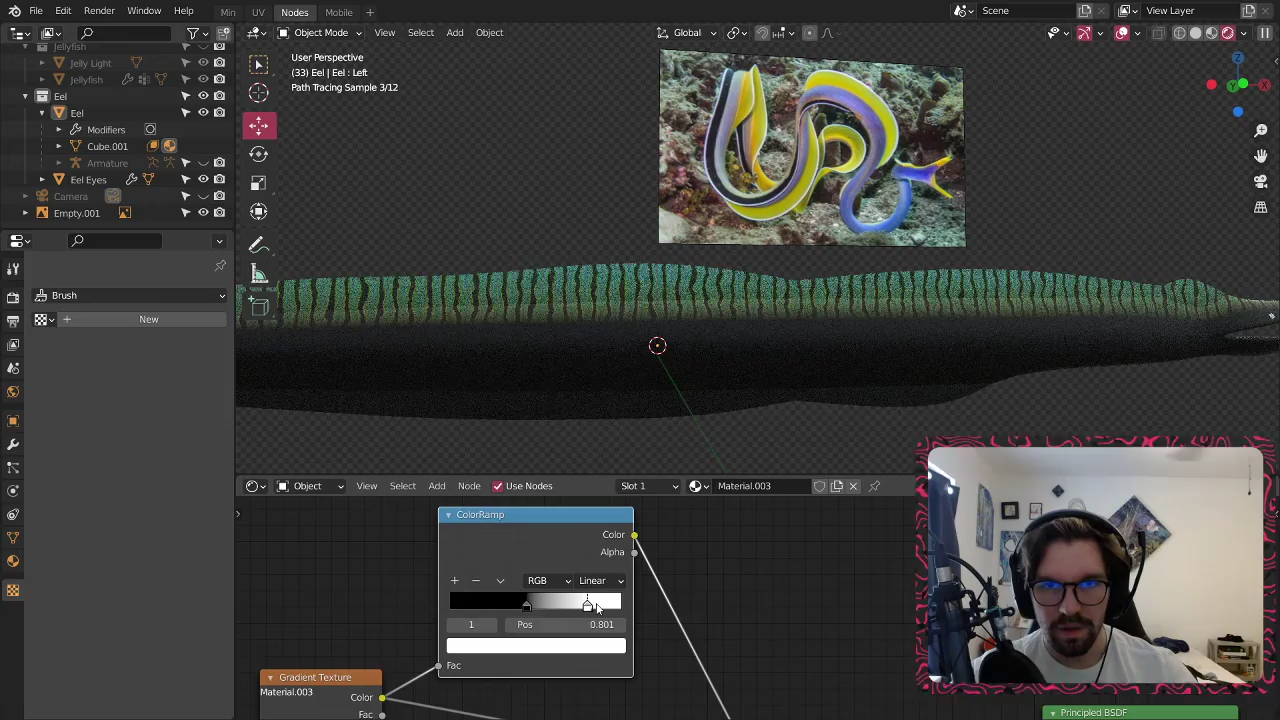 File Edit Render Window Help Min UV Nodes Mobile + Scene View Layer
Object Mode View Select Add Object Global
Jellyfish
Jelly Light
Jellyfish
Eel
Eel
Modifiers
Cube.001
Armature
Eel Eyes
Camera
Empty.001
Brush
+ New
User Perspective
(33) Eel | Eel : Left
Path Tracing Sample 3/12
Object View Select Add Node Use Nodes Slot 1 Material.003
ColorRamp
Color
Alpha
+ − RGB Linear
1 Pos 0.801
Fac
Gradient Texture
Material.003
Color
Fac
Principled BSDF
Z
Y
X